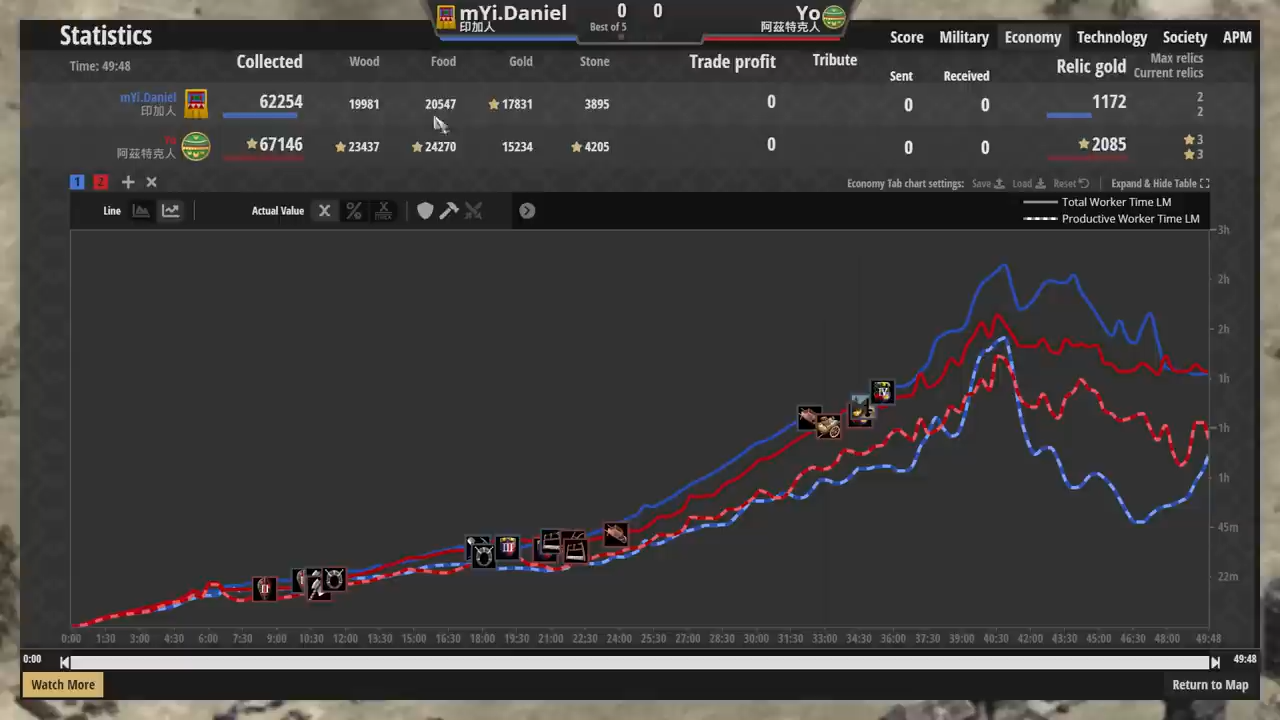 mYi.Daniel 0 0 Yo
印加人 Best of 5 阿兹特克人
Statistics
Score Military Economy Technology Society APM
Time: 49:48
Collected Wood Food Gold Stone Trade profit Tribute Sent Received Relic gold Max relics
Current relics
mYi.Daniel
印加人
62254 19981 20547 17831 3895 0 0 0 1172 2
2
Yo
阿兹特克人
67146 23437 24270 15234 4205 0 0 0 2085 3
3
1 2 + ×
Economy Tab chart settings: Save Load Reset Expand & Hide Table
Line Actual Value X %
Total Worker Time LM
Productive Worker Time LM
3h
2h
2h
1h
1h
1h
45m
22m
II
III
IV
0:00 1:30 3:00 4:30 6:00 7:30 9:00 10:30 12:00 13:30 15:00 16:30 18:00 19:30 21:00 22:30 24:00 25:30 27:00 28:30 30:00 31:30 33:00 34:30 36:00 37:30 39:00 40:30 42:00 43:30 45:00 46:30 48:00 49:48
0:00 49:48
Watch More Return to Map